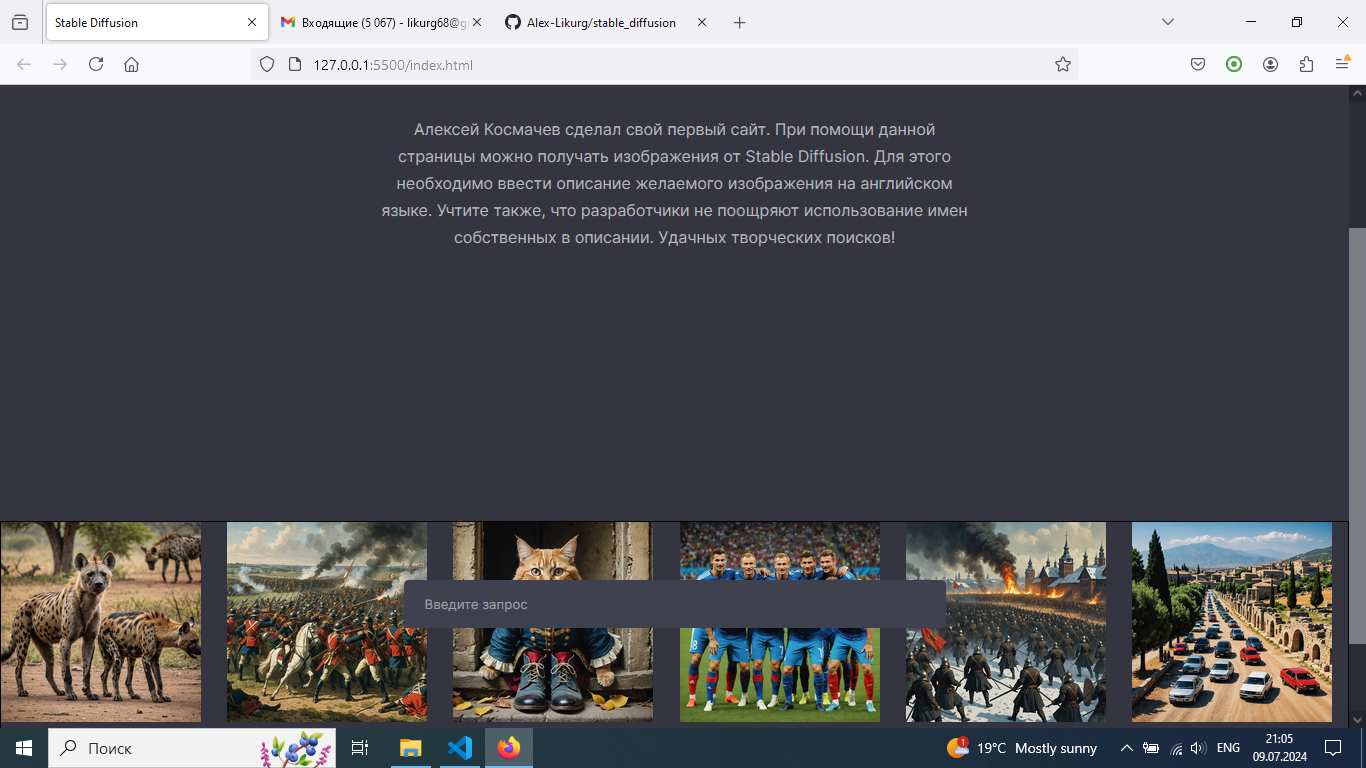 Stable Diffusion
Входящие (5 067) - likurg68@g
Alex-Likurg/stable_diffusion
127.0.0.1:5500/index.html
Алексей Космачев сделал свой первый сайт. При помощи данной
страницы можно получать изображения от Stable Diffusion. Для этого
необходимо ввести описание желаемого изображения на английском
языке. Учтите также, что разработчики не поощряют использование имен
собственных в описании. Удачных творческих поисков!
Введите запрос
Поиск
1
19°C Mostly sunny
ENG
21:05
09.07.2024